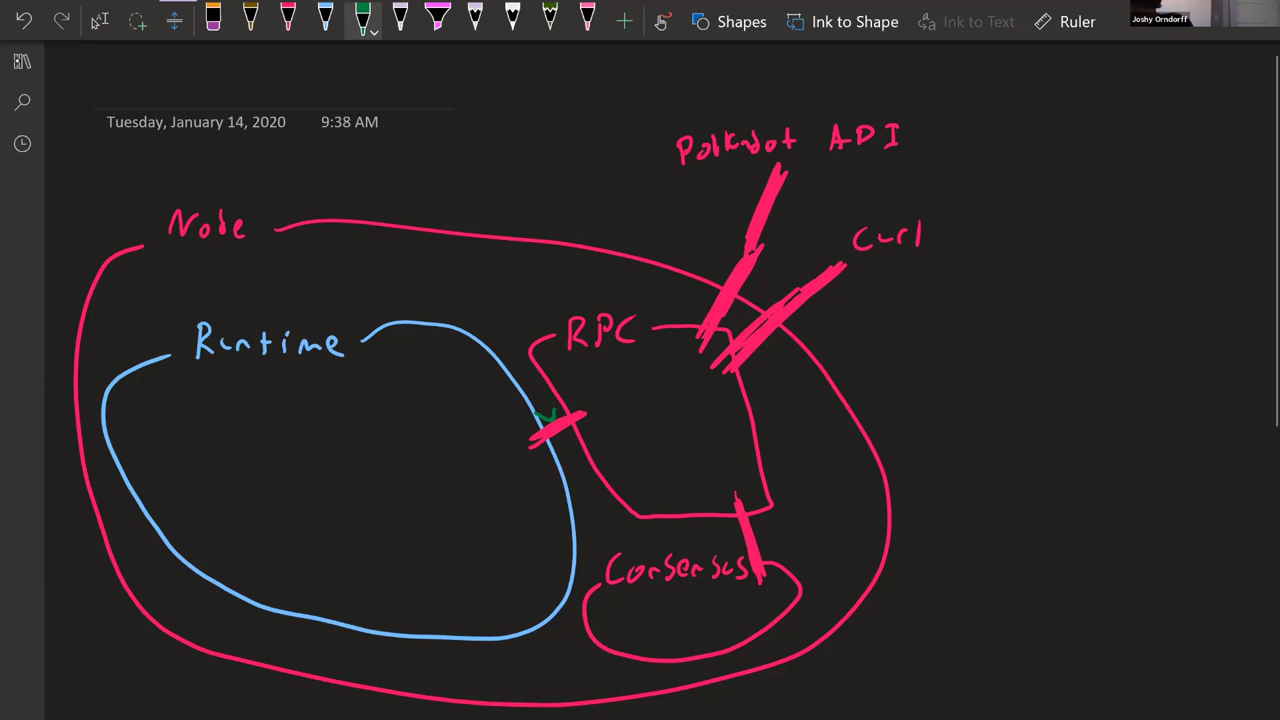 Shapes Ink to Shape Ink to Text Ruler
Joshy Orndorff
Tuesday, January 14, 2020 9:38 AM
Polkadot API
Node
Curl
Runtime
RPC
Consensus